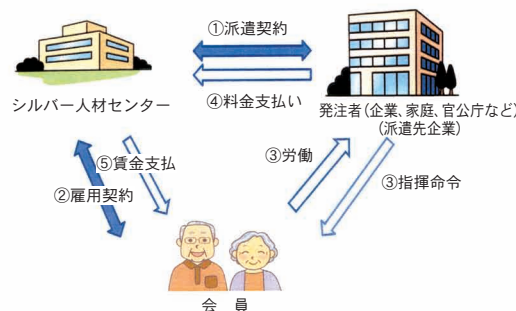 ①派遣契約
④料金支払い
シルバー人材センター
発注者(企業、家庭、官公庁など)
(派遣先企業)
⑤賃金支払
②雇用契約
③労働
③指揮命令
会 員